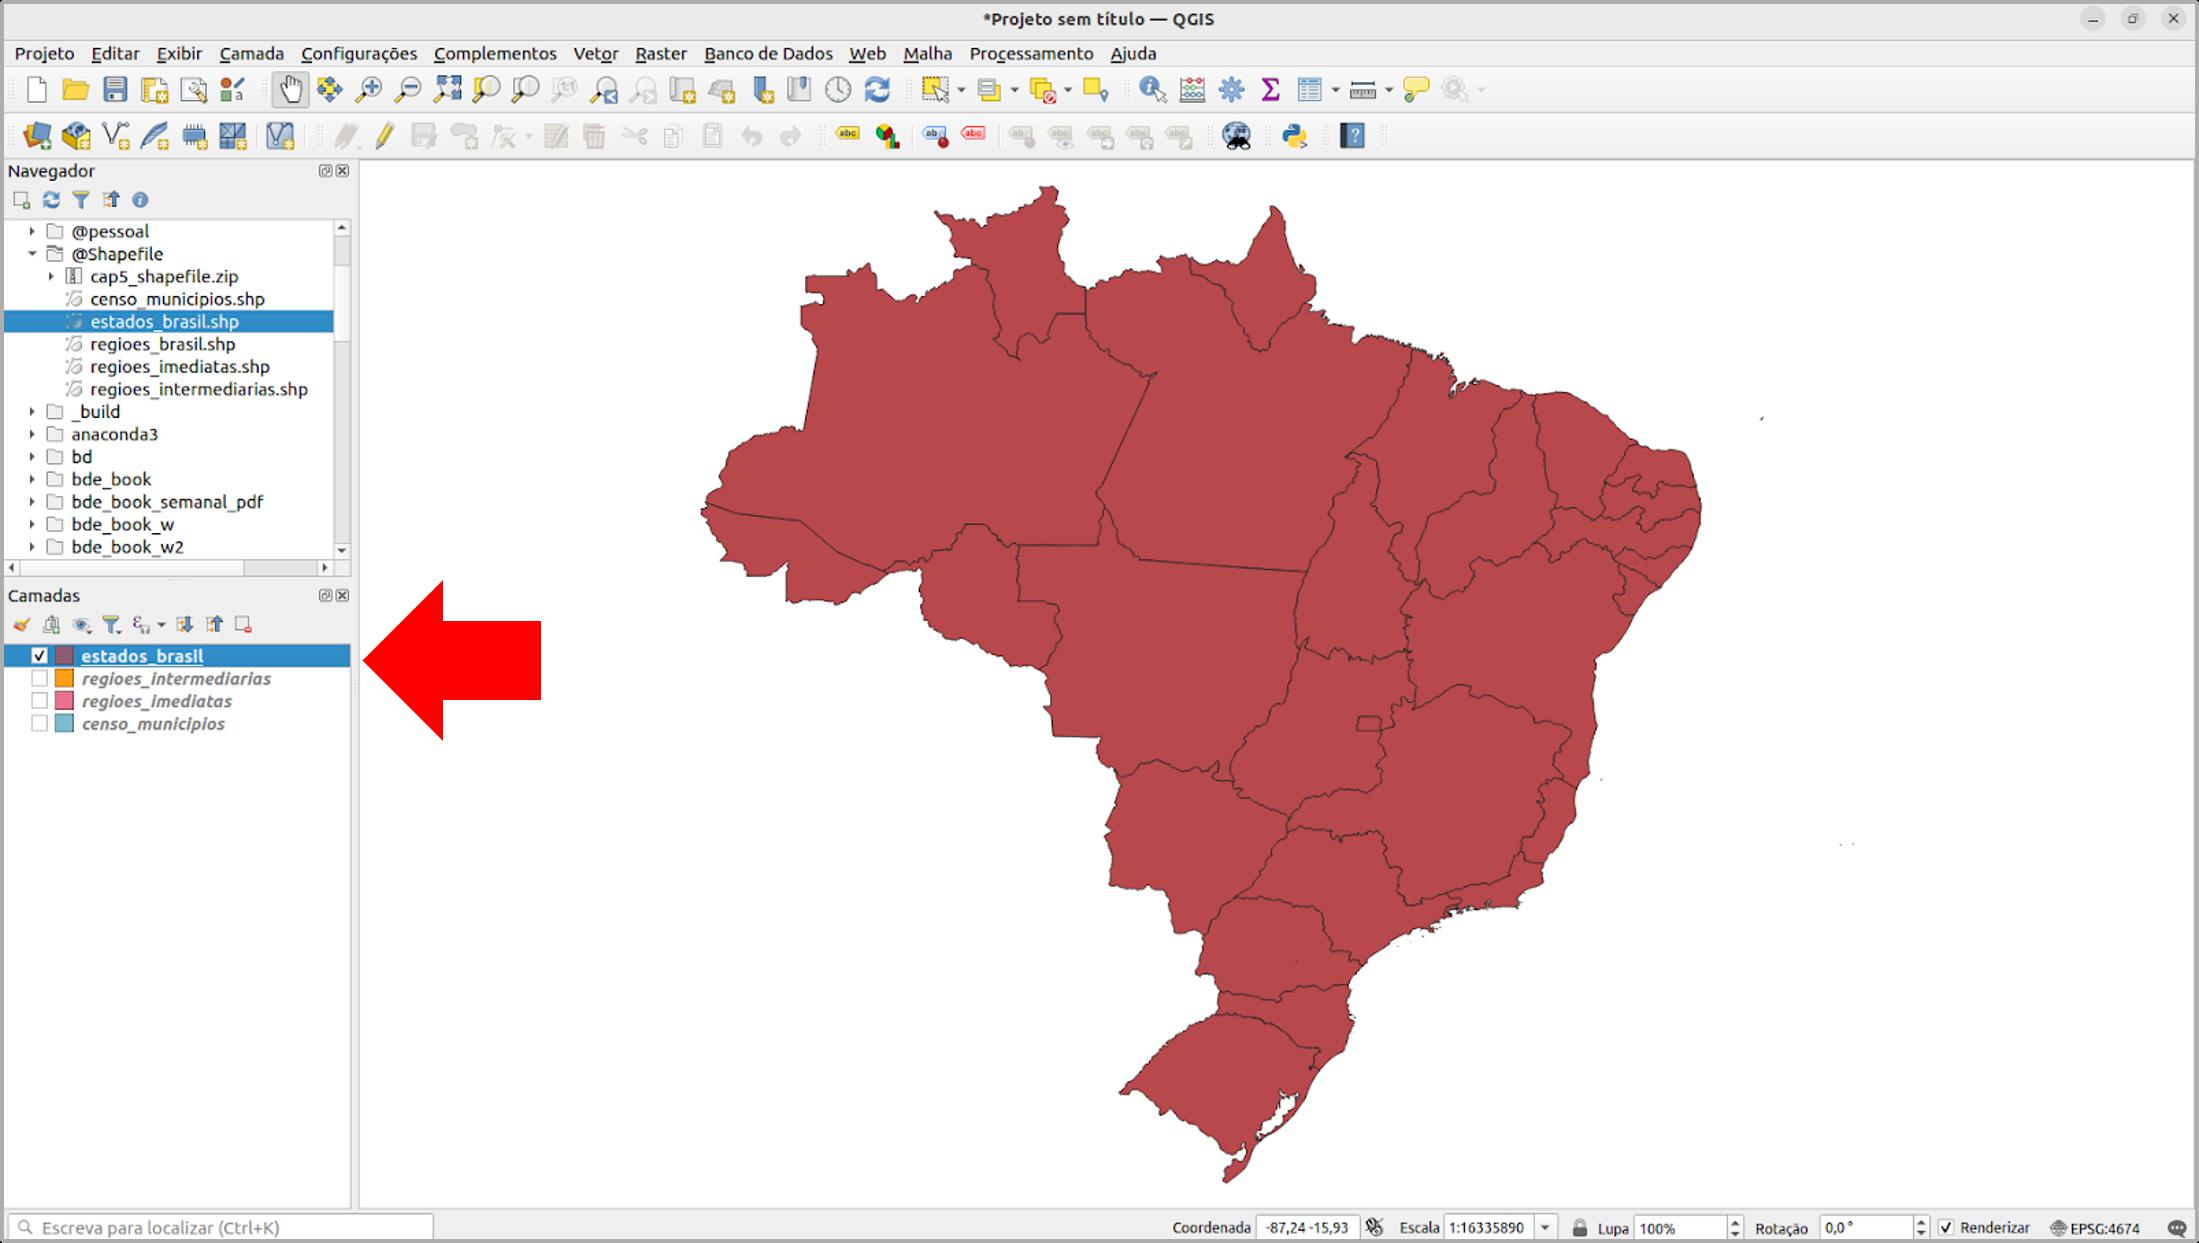 *Projeto sem título — QGIS
Projeto Editar Exibir Camada Configurações Complementos Vetor Raster Banco de Dados Web Malha Processamento Ajuda
Navegador
@pessoal
@Shapefile
cap5_shapefile.zip
censo_municipios.shp
estados_brasil.shp
regioes_brasil.shp
regioes_imediatas.shp
regioes_intermediarias.shp
_build
anaconda3
bd
bde_book
bde_book_semanal_pdf
bde_book_w
bde_book_w2
Camadas
estados_brasil
regioes_intermediarias
regioes_imediatas
censo_municipios
Escreva para localizar (Ctrl+K) Coordenada -87,24 -15,93 Escala 1:16335890 Lupa 100% Rotação 0,0 ° Renderizar EPSG:4674